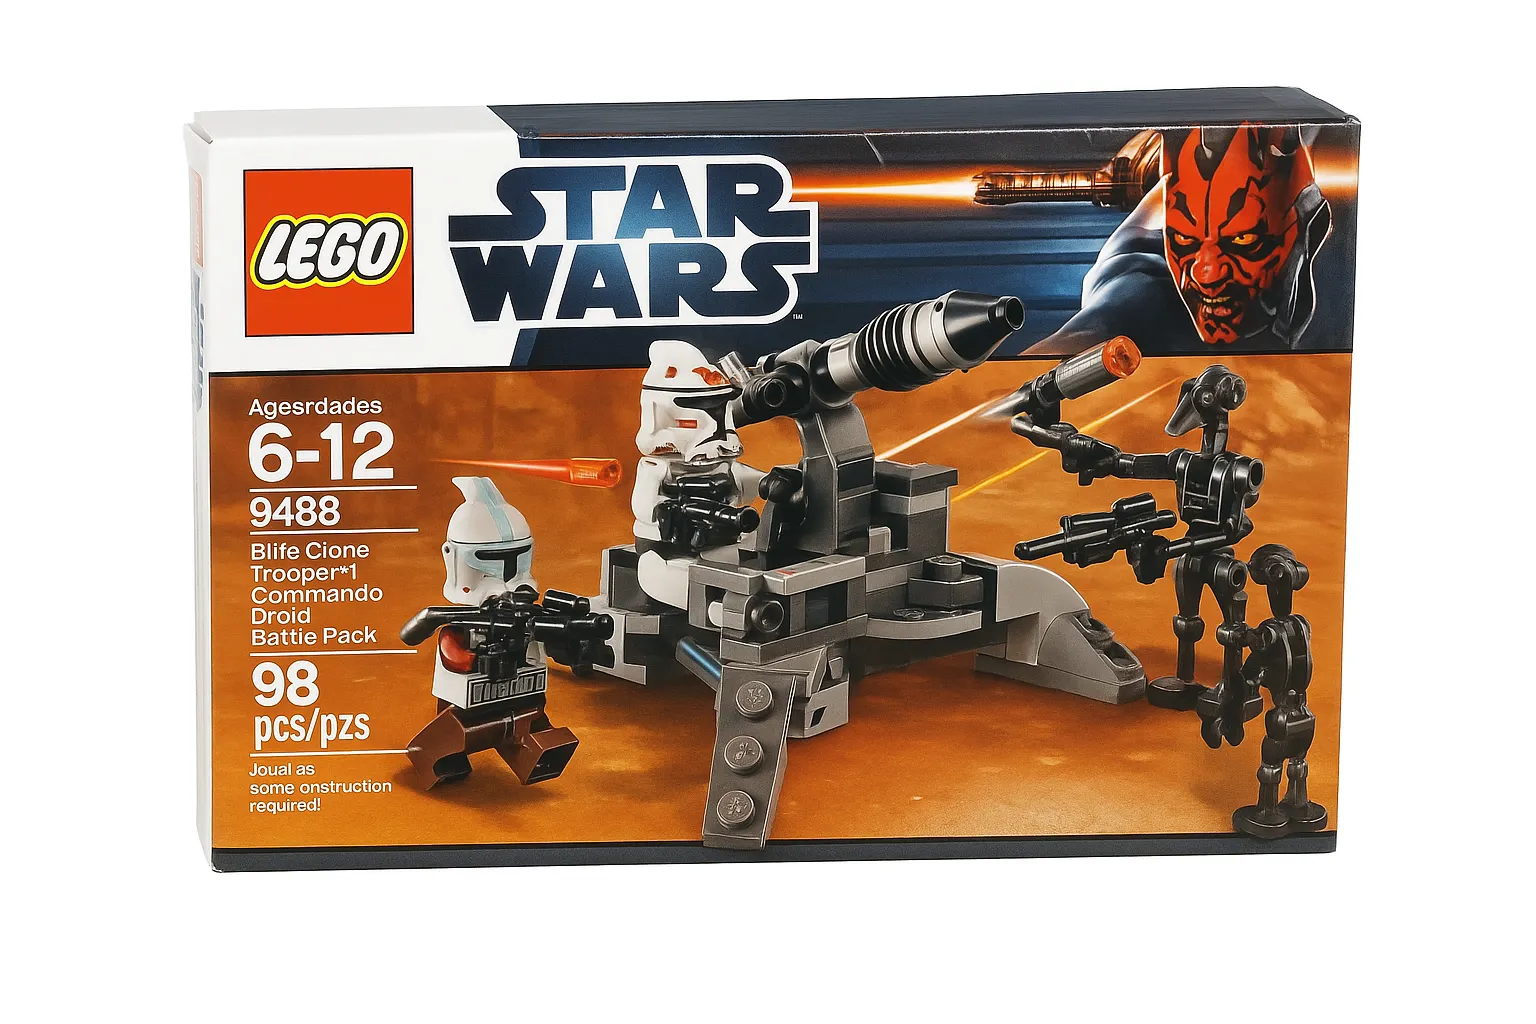 LEGO
STAR
WARS
TM
Agesrdades
6-12
9488
Blife Cione
Trooper*1
Commando
Droid
Battie Pack
98
pcs/pzs
Joual as
some onstruction
required!